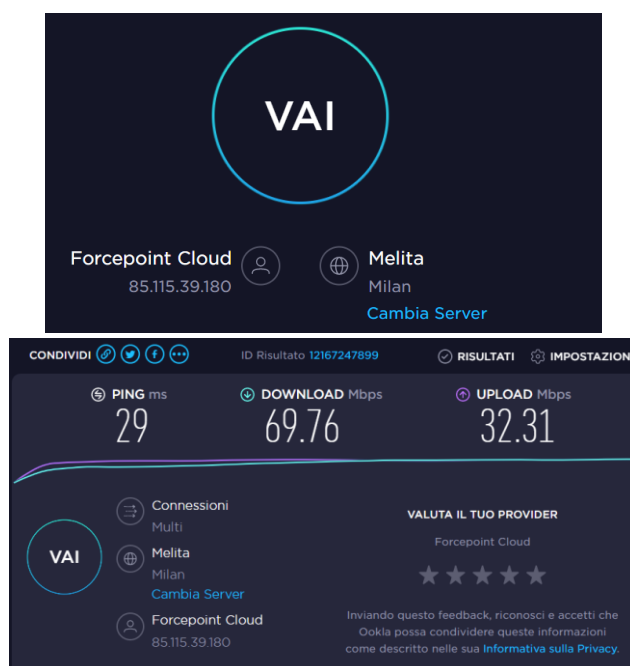 VAI
Forcepoint Cloud
85.115.39.180
Melita
Milan
Cambia Server
CONDIVIDI ID Risultato 12167247899 RISULTATI IMPOSTAZION
PING ms DOWNLOAD Mbps UPLOAD Mbps
29 69.76 32.31
VAI
Connessioni
Multi
Melita
Milan
Cambia Server
Forcepoint Cloud
85.115.39.180
VALUTA IL TUO PROVIDER
Forcepoint Cloud
Inviando questo feedback, riconosci e accetti che
Ookla possa condividere queste informazioni
come descritto nelle sua Informativa sulla Privacy.